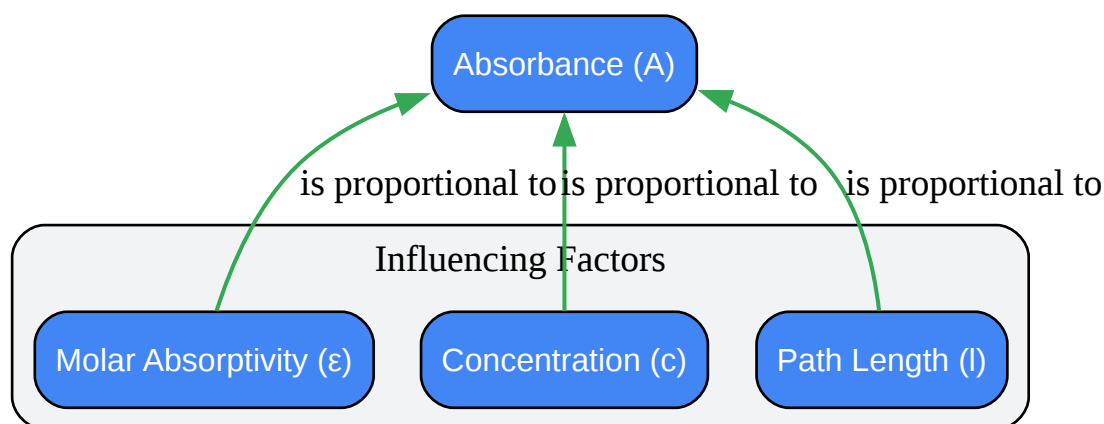 Absorbance (A)
is proportional to
is proportional to
is proportional to
Influencing Factors
Molar Absorptivity (ε)
Concentration (c)
Path Length (l)